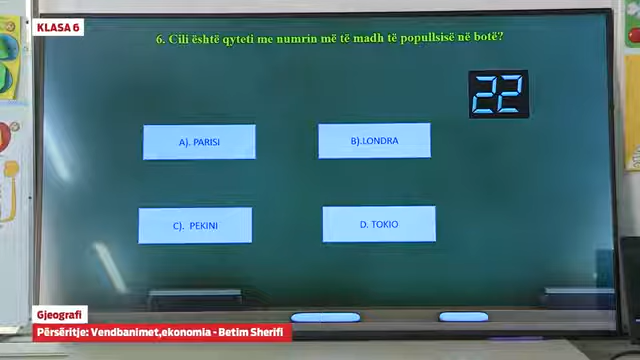 KLASA 6
6. Cili është qyteti me numrin më të madh të popullsisë në botë?
22
A). PARISI
B).LONDRA
C). PEKINI
D. TOKIO
Gjeografi
Përsëritje: Vendbanimet,ekonomia - Betim Sherifi